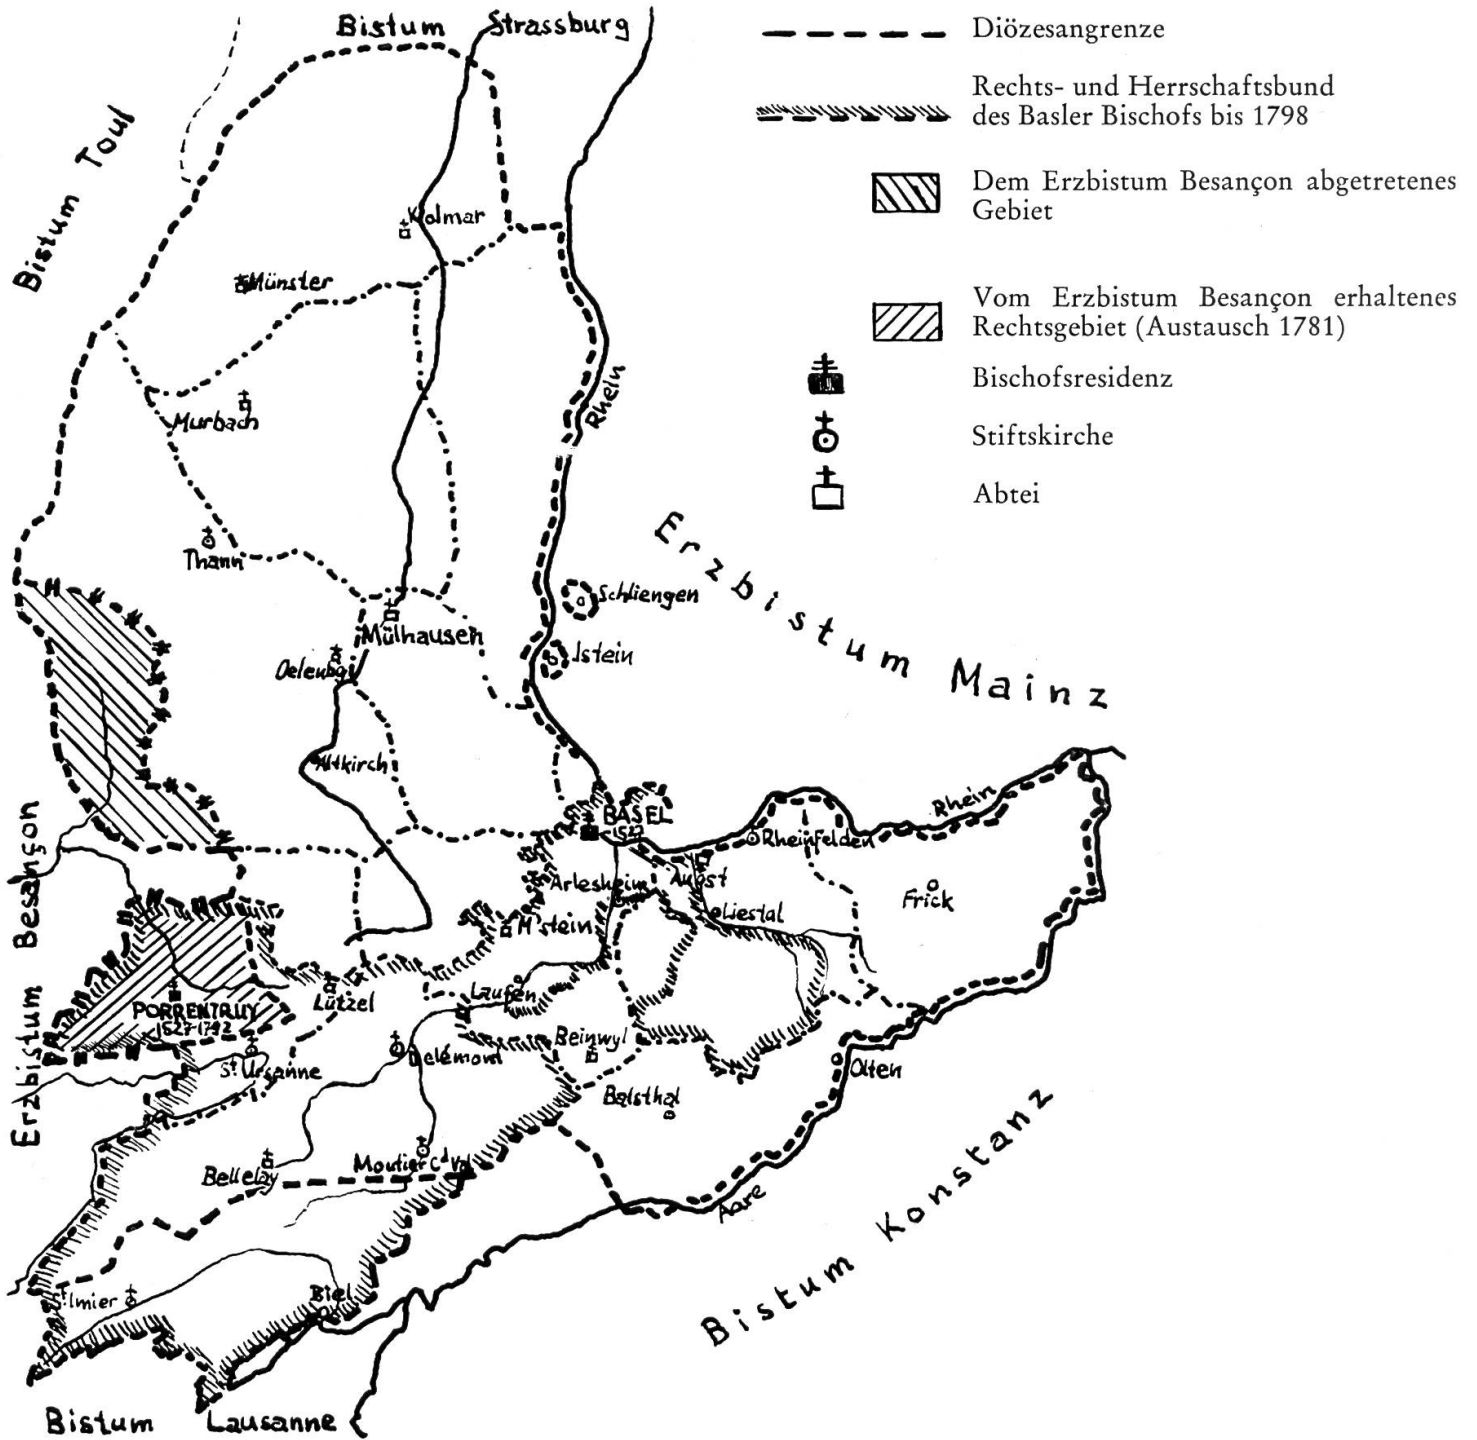 Bistum Strassburg
Diözesangrenze
Rechts- und Herrschaftsbund
des Basler Bischofs bis 1798
Dem Erzbistum Besançon abgetretenes
Gebiet
Vom Erzbistum Besançon erhaltenes
Rechtsgebiet (Austausch 1781)
Bischofsresidenz
Stiftskirche
Abtei
Bistum Toul
Kolmar
Münster
Murbach
Rhein
Thann
Schliengen
Mülhausen
Istein
Oelenbg
Altkirch
Erzbistum Mainz
Rhein
BASEL
-1527
Rheinfelden
Arlesheim
Augst
Liestal
Frick
M'stein
Erzbistum Besançon
Laufen
Lützel
PORRENTRUY
1527-1792
Beinwyl
Delémont
St Ursanne
Olten
Balsthal
Bellelay
Moutier
Aare
Bistum Konstanz
Biel
Imier
Bistum Lausanne